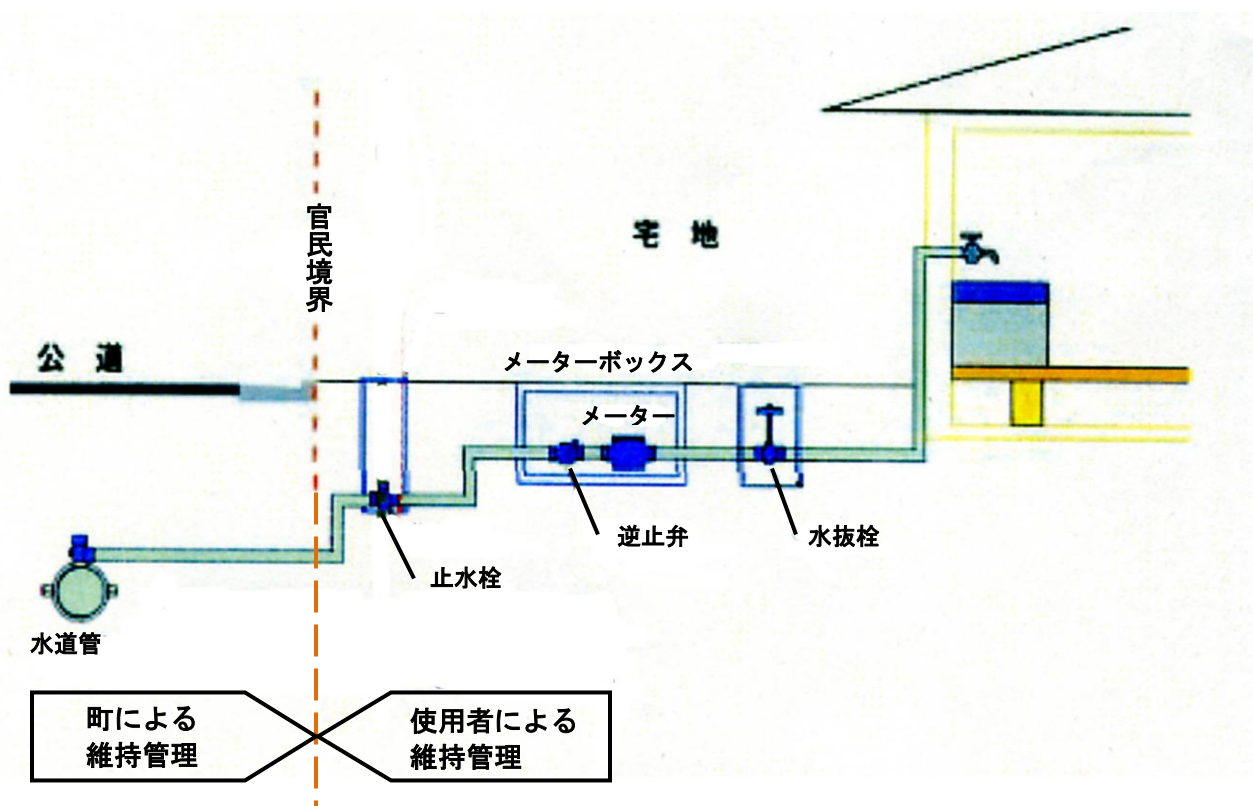 官民境界
宅 地
公 道
メーターボックス
メーター
逆止弁
水抜栓
止水栓
水道管
町による
維持管理
使用者による
維持管理